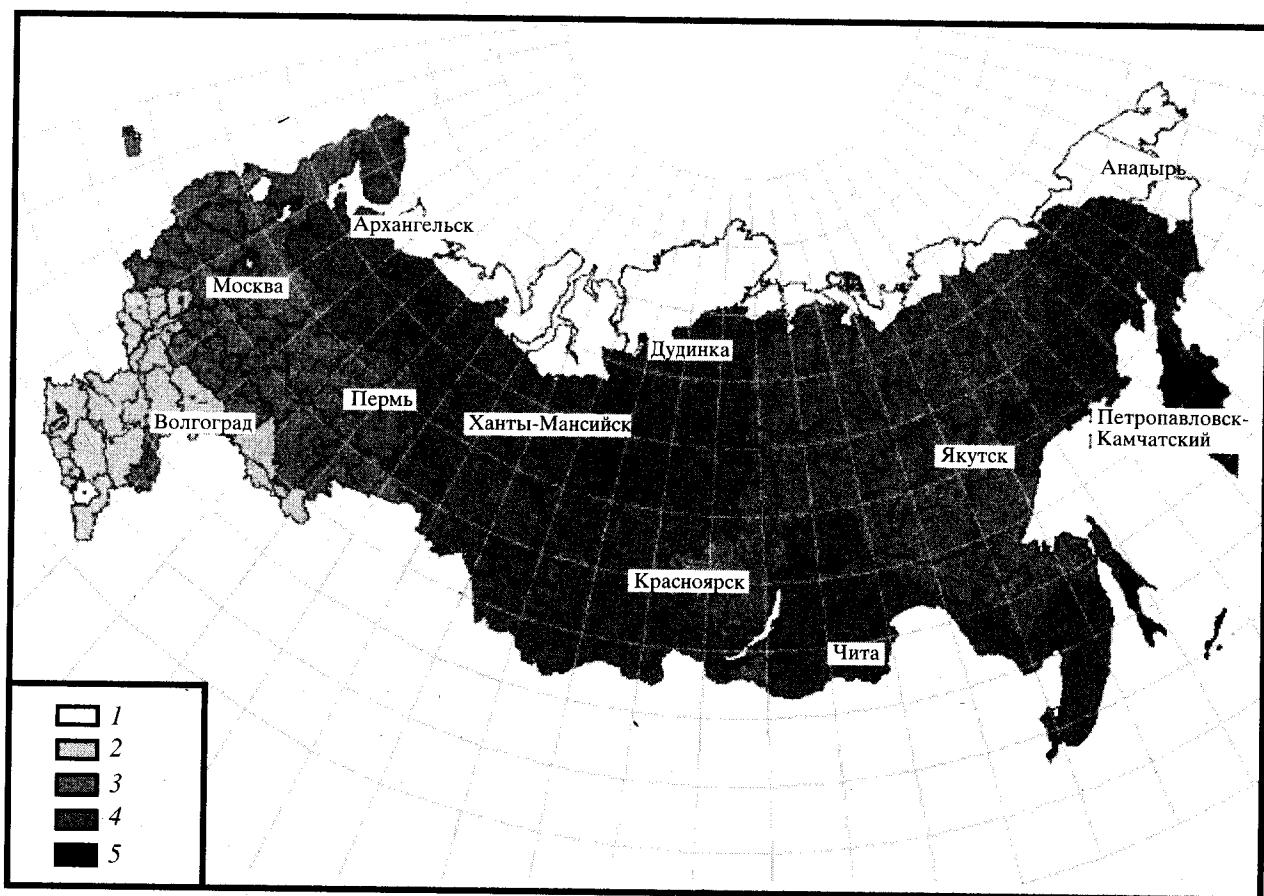 Анадырь
Архангельск
Москва
Дудинка
Пермь
Ханты-Мансийск
Волгоград
Петропавловск-
Камчатский
Якутск
Красноярск
Чита
1
2
3
4
5